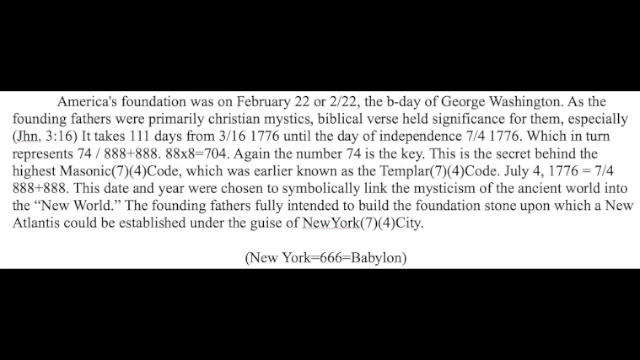 America's foundation was on February 22 or 2/22, the b-day of George Washington. As the
founding fathers were primarily christian mystics, biblical verse held significance for them, especially
(Jhn. 3:16) It takes 111 days from 3/16 1776 until the day of independence 7/4 1776. Which in turn
represents 74 / 888+888. 88x8=704. Again the number 74 is the key. This is the secret behind the
highest Masonic(7)(4)Code, which was earlier known as the Templar(7)(4)Code. July 4, 1776 = 7/4
888+888. This date and year were chosen to symbolically link the mysticism of the ancient world into
the “New World.” The founding fathers fully intended to build the foundation stone upon which a New
Atlantis could be established under the guise of NewYork(7)(4)City.
(New York=666=Babylon)